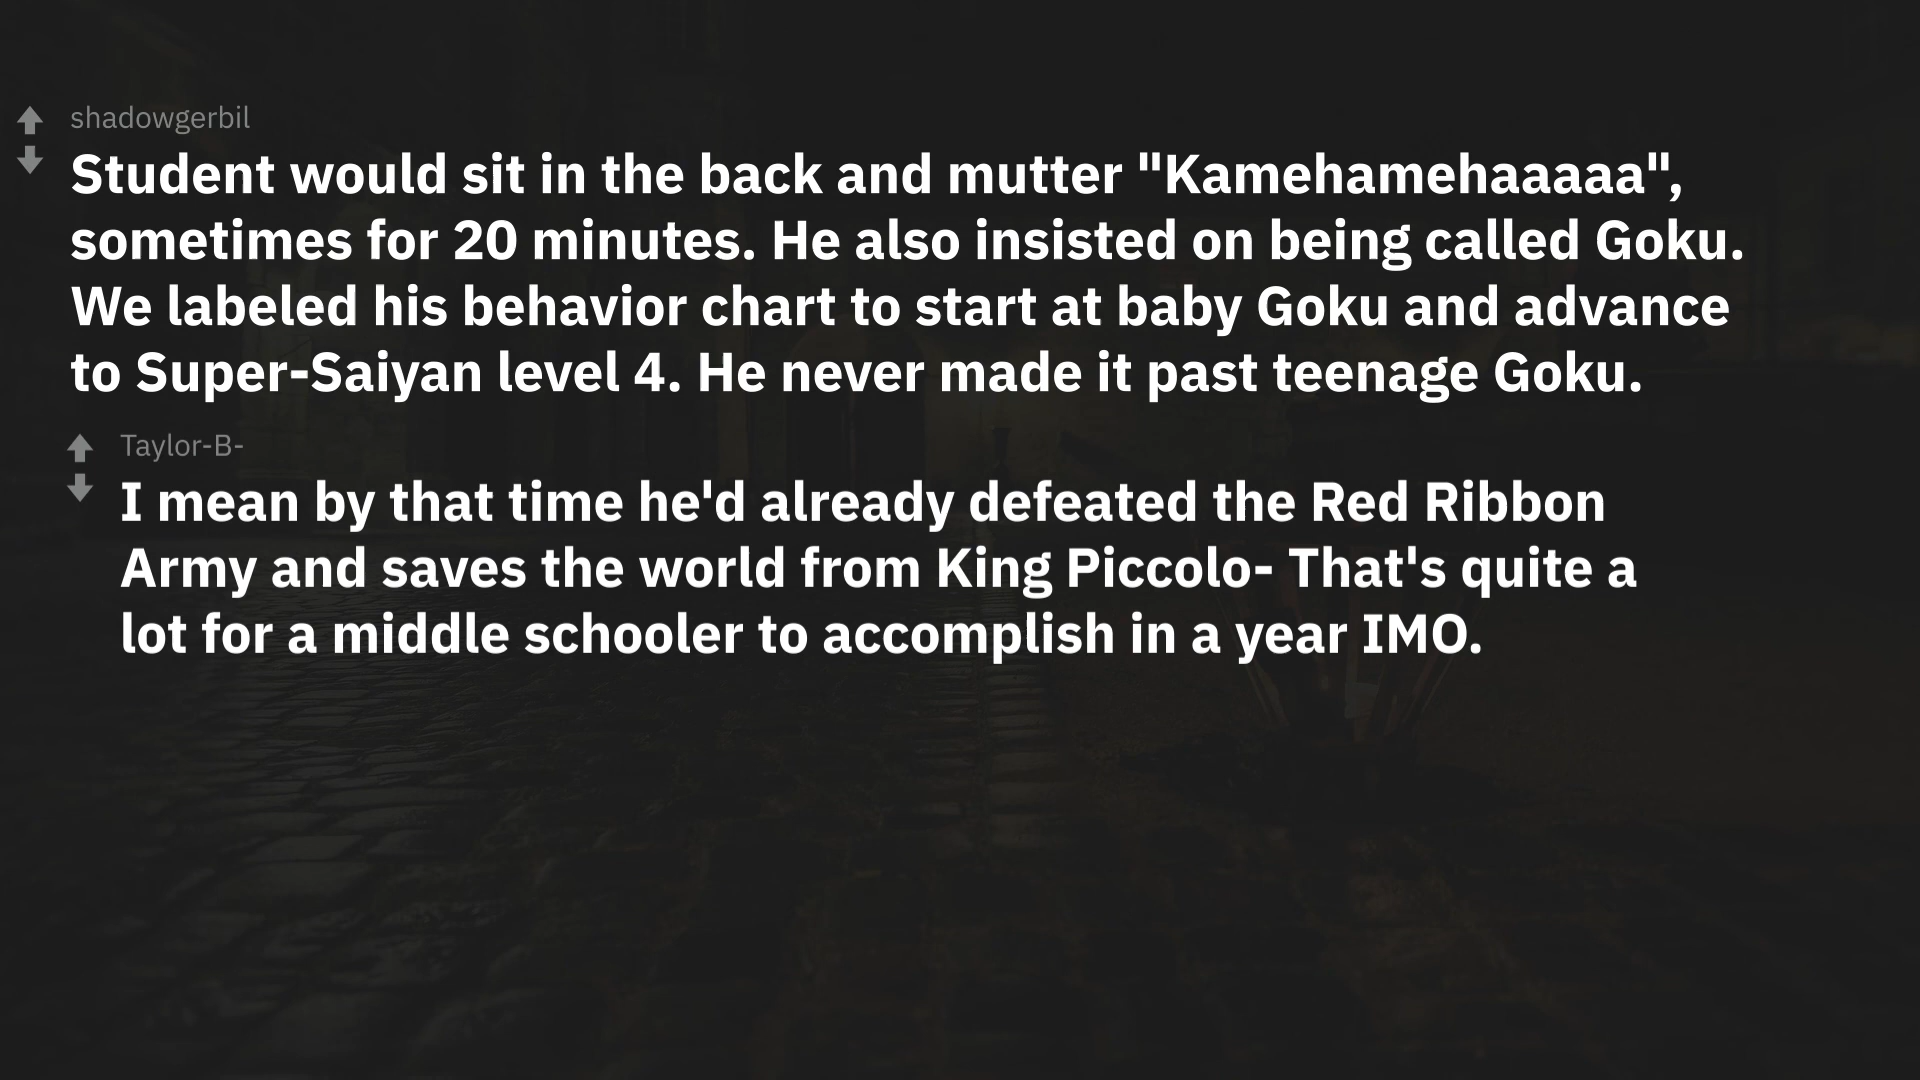 shadowgerbil
Student would sit in the back and mutter "Kamehamehaaaaa",
sometimes for 20 minutes. He also insisted on being called Goku.
We labeled his behavior chart to start at baby Goku and advance
to Super-Saiyan level 4. He never made it past teenage Goku.
Taylor-B-
I mean by that time he'd already defeated the Red Ribbon
Army and saves the world from King Piccolo- That's quite a
lot for a middle schooler to accomplish in a year IMO.